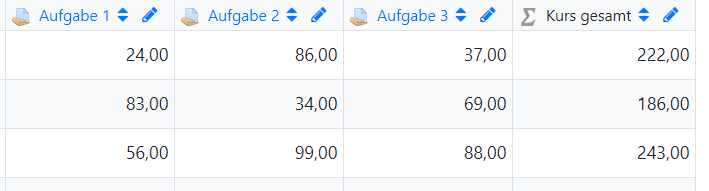 Aufgabe 1 Aufgabe 2 Aufgabe 3 Σ Kurs gesamt
24,00 86,00 37,00 222,00
83,00 34,00 69,00 186,00
56,00 99,00 88,00 243,00